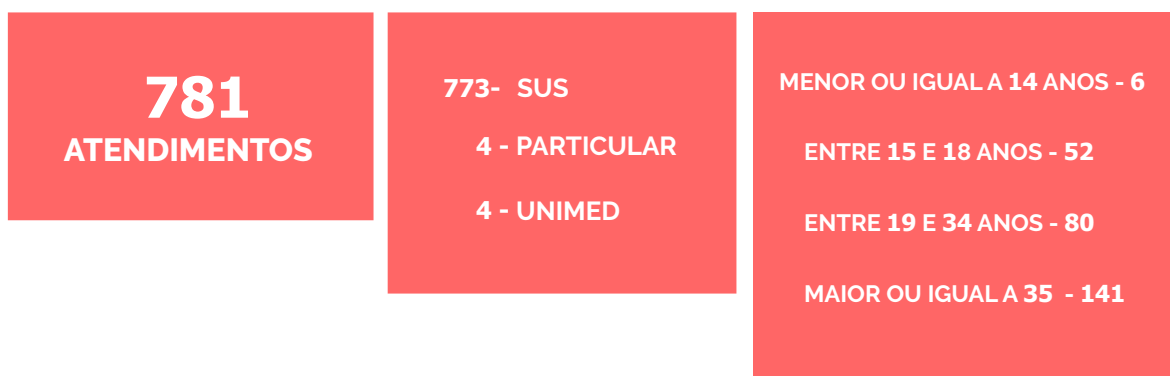 781
ATENDIMENTOS
773- SUS
4 - PARTICULAR
4 - UNIMED
MENOR OU IGUAL A 14 ANOS - 6
ENTRE 15 E 18 ANOS - 52
ENTRE 19 E 34 ANOS - 80
MAIOR OU IGUAL A 35 - 141